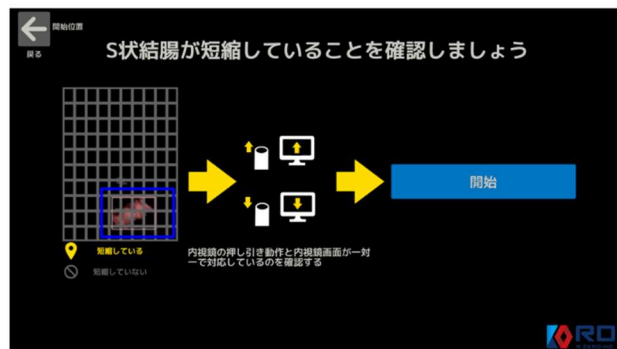 開始位置
戻る
S状結腸が短縮していることを確認しましょう
開始
短縮している
短縮していない
内視鏡の押し引き動作と内視鏡画面が一対
一で対応しているのを確認する
RD